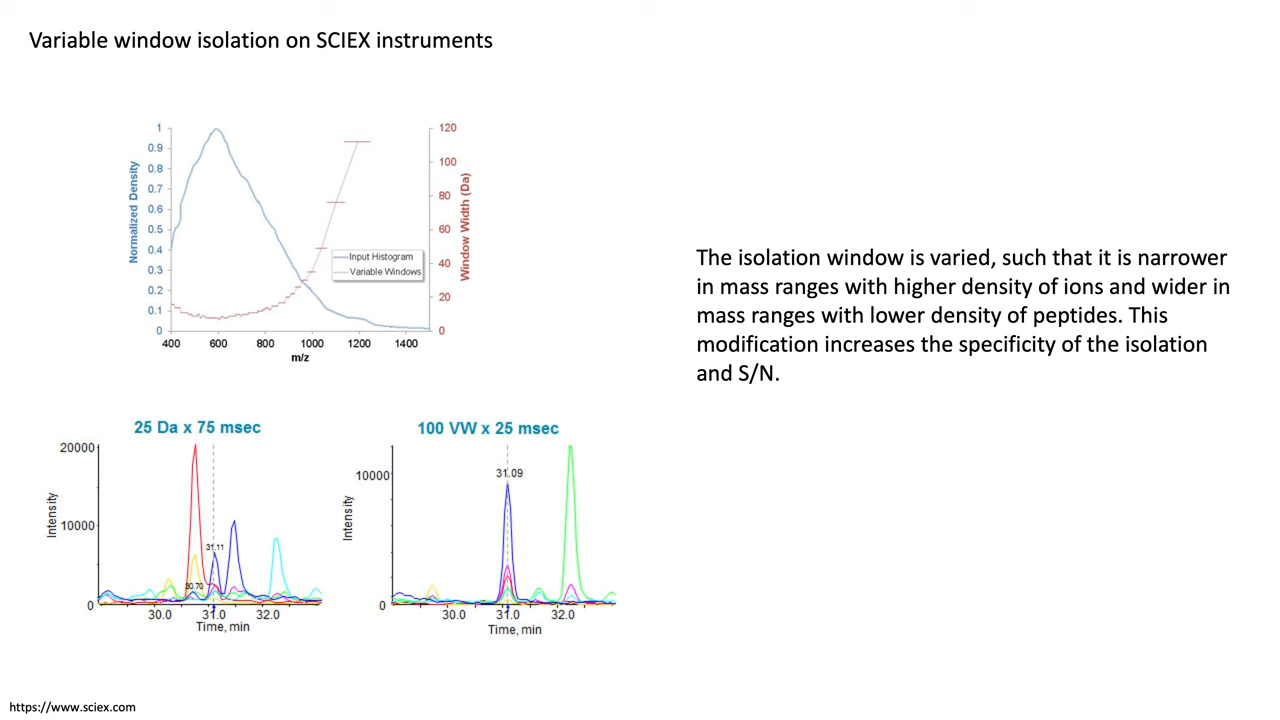 Variable window isolation on SCIEX instruments
1
0.9
0.8
0.7
0.6
0.5
0.4
0.3
0.2
0.1
0
Normalized Density
120
100
80
60
40
20
0
Window Width (Da)
Input Histogram
Variable Windows
400 600 800 1000 1200 1400
m/z
The isolation window is varied, such that it is narrower
in mass ranges with higher density of ions and wider in
mass ranges with lower density of peptides. This
modification increases the specificity of the isolation
and S/N.
25 Da x 75 msec
20000
10000
0
Intensity
31.11
30.70
30.0 31.0 32.0
Time, min
100 VW x 25 msec
10000
0
Intensity
31.09
30.0 31.0 32.0
Time, min
https://www.sciex.com